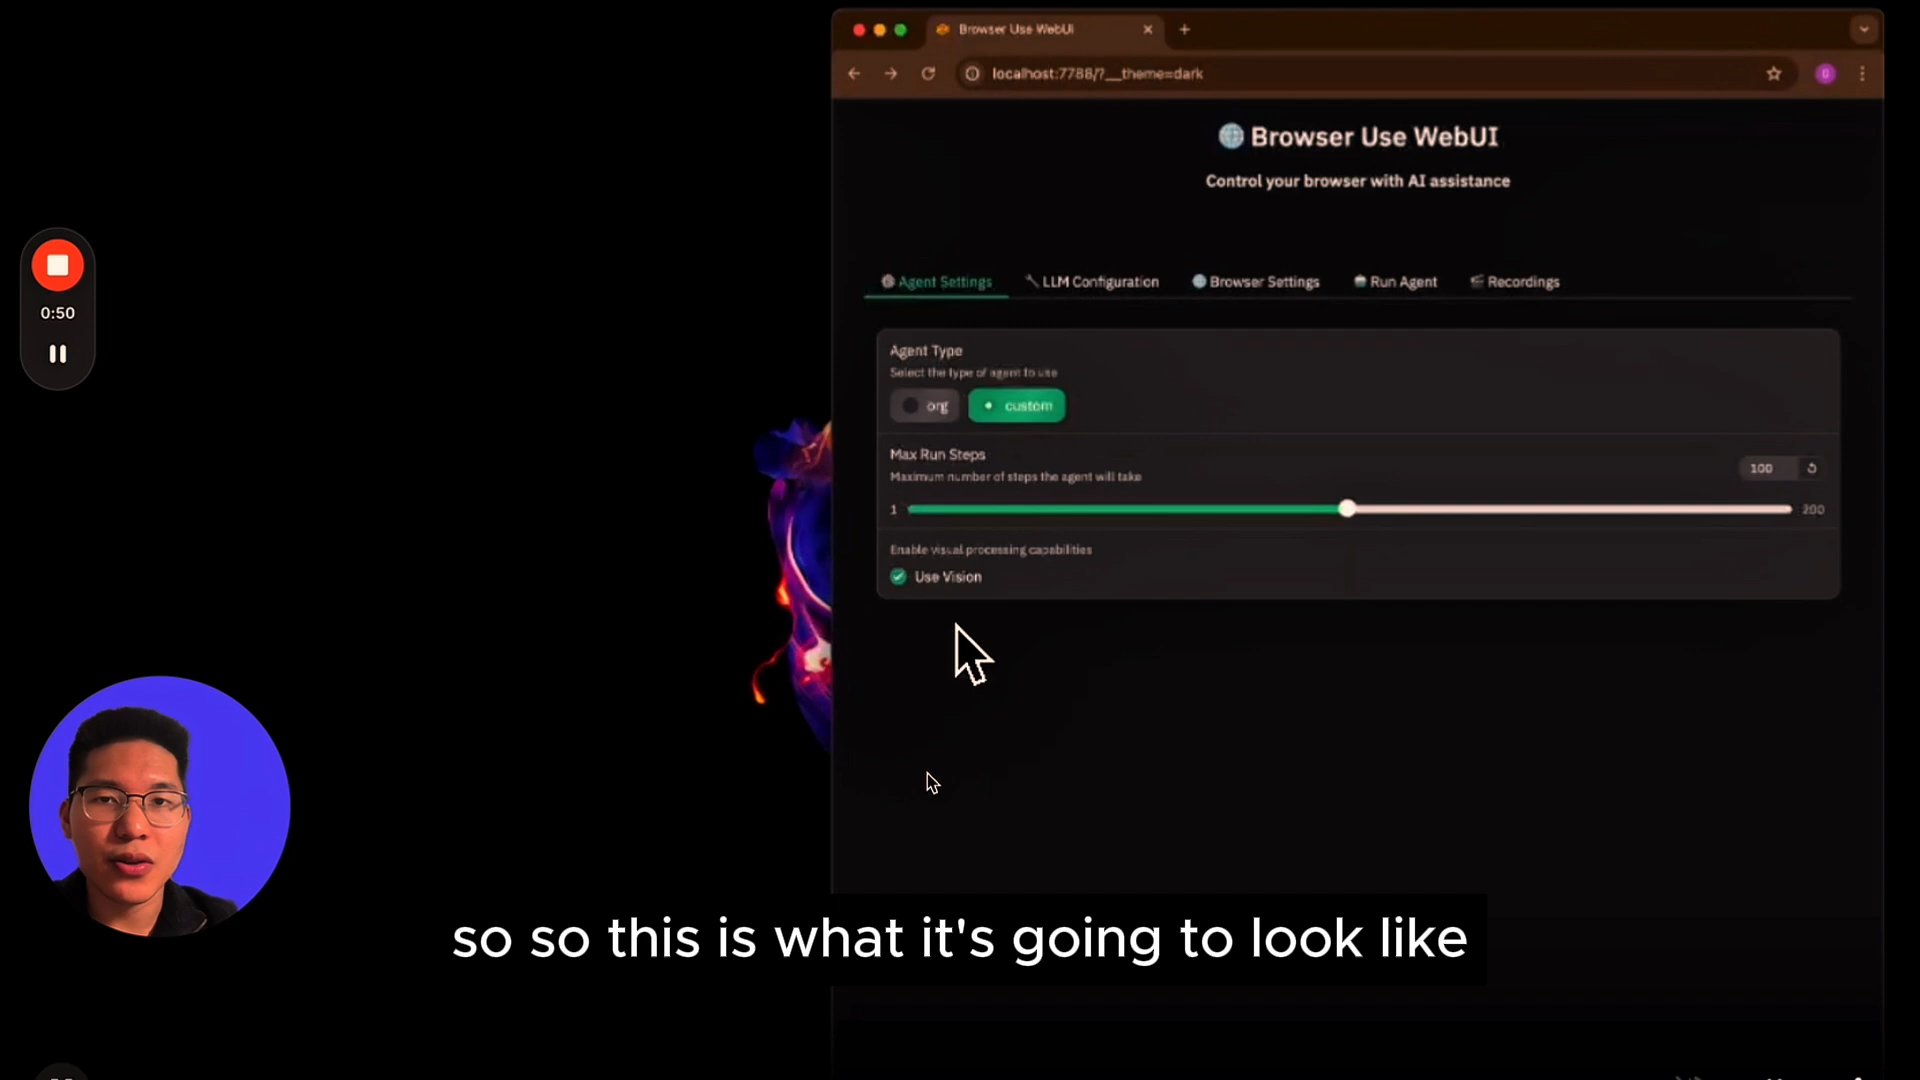 Browser Use WebUI
localhost:7788/?__theme=dark
0
Browser Use WebUI
Control your browser with AI assistance
Agent Settings LLM Configuration Browser Settings Run Agent Recordings
0:50
Agent Type
Select the type of agent to use
org custom
Max Run Steps
100
Maximum number of steps the agent will take
1 200
Enable visual processing capabilities
Use Vision
so so this is what it's going to look like